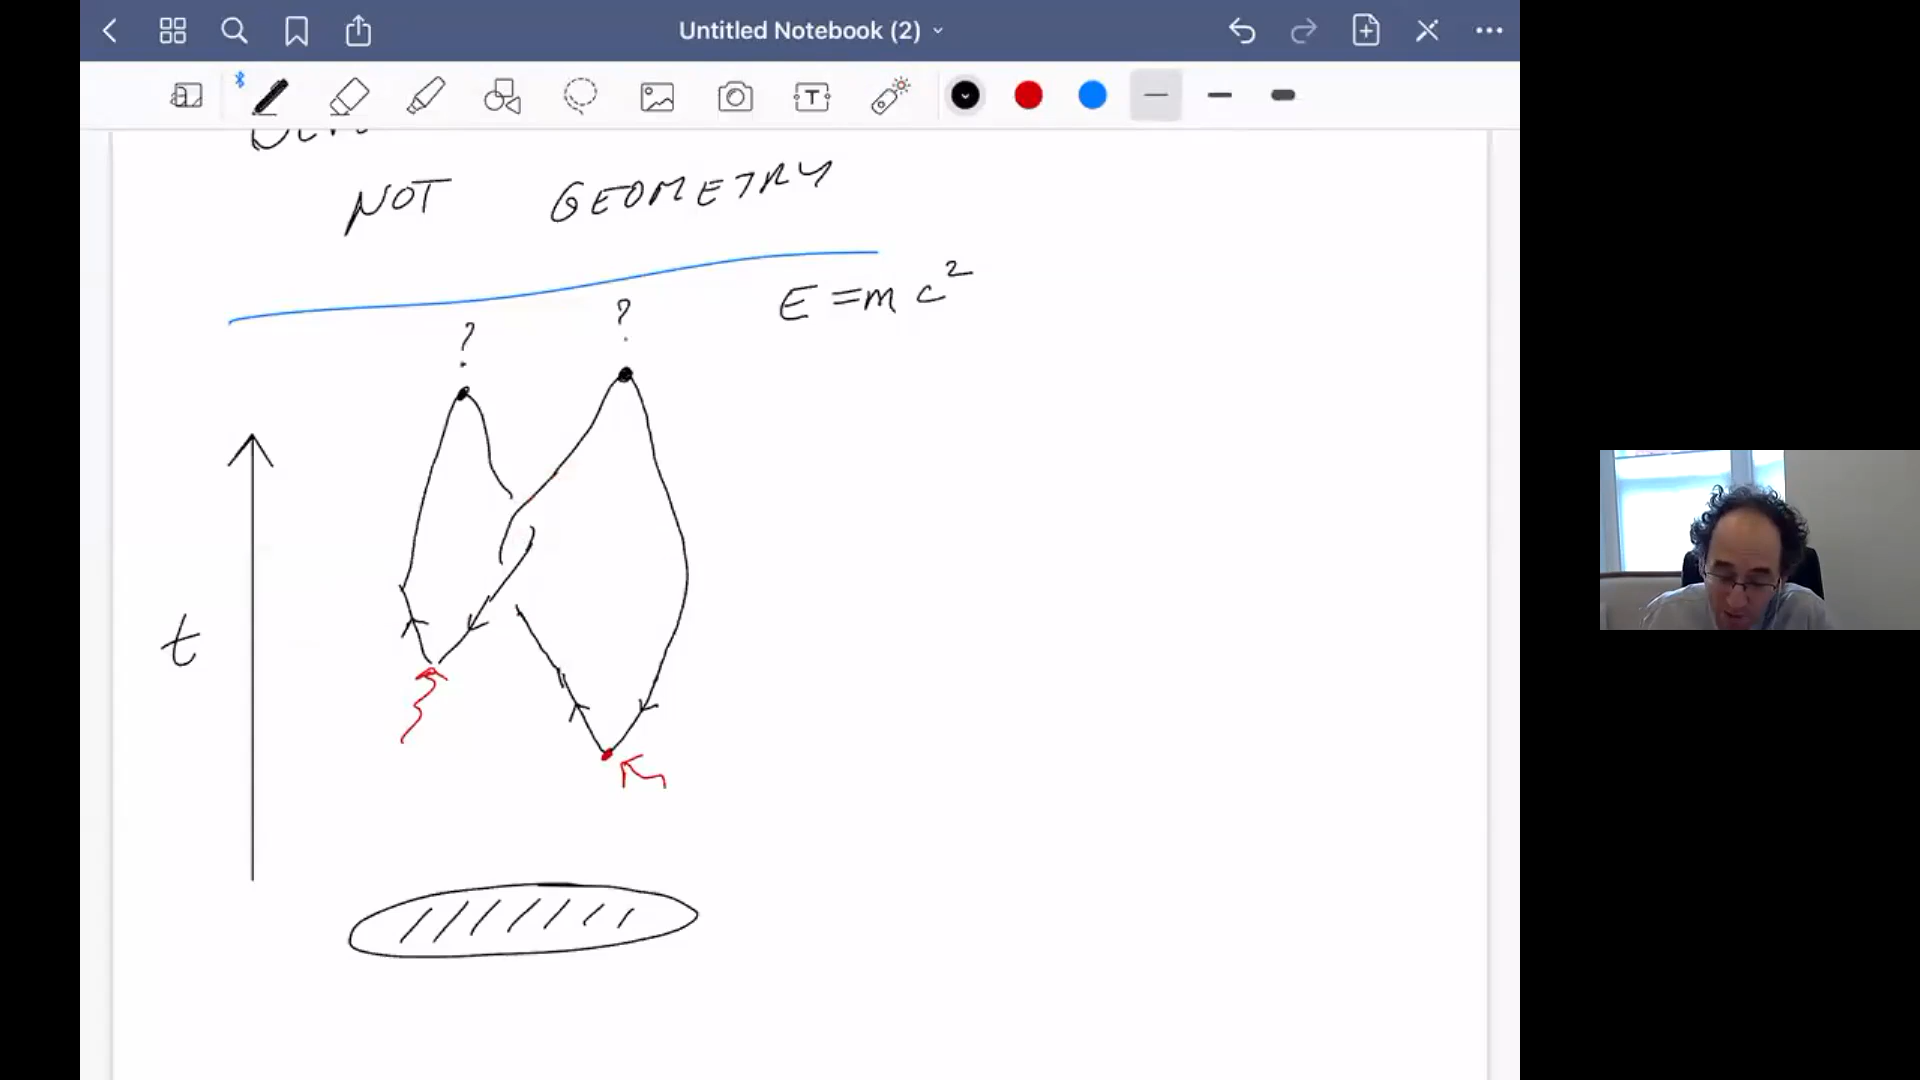 Untitled Notebook (2)
T
NOT GEOMETRY
E = mc²
? ?
t